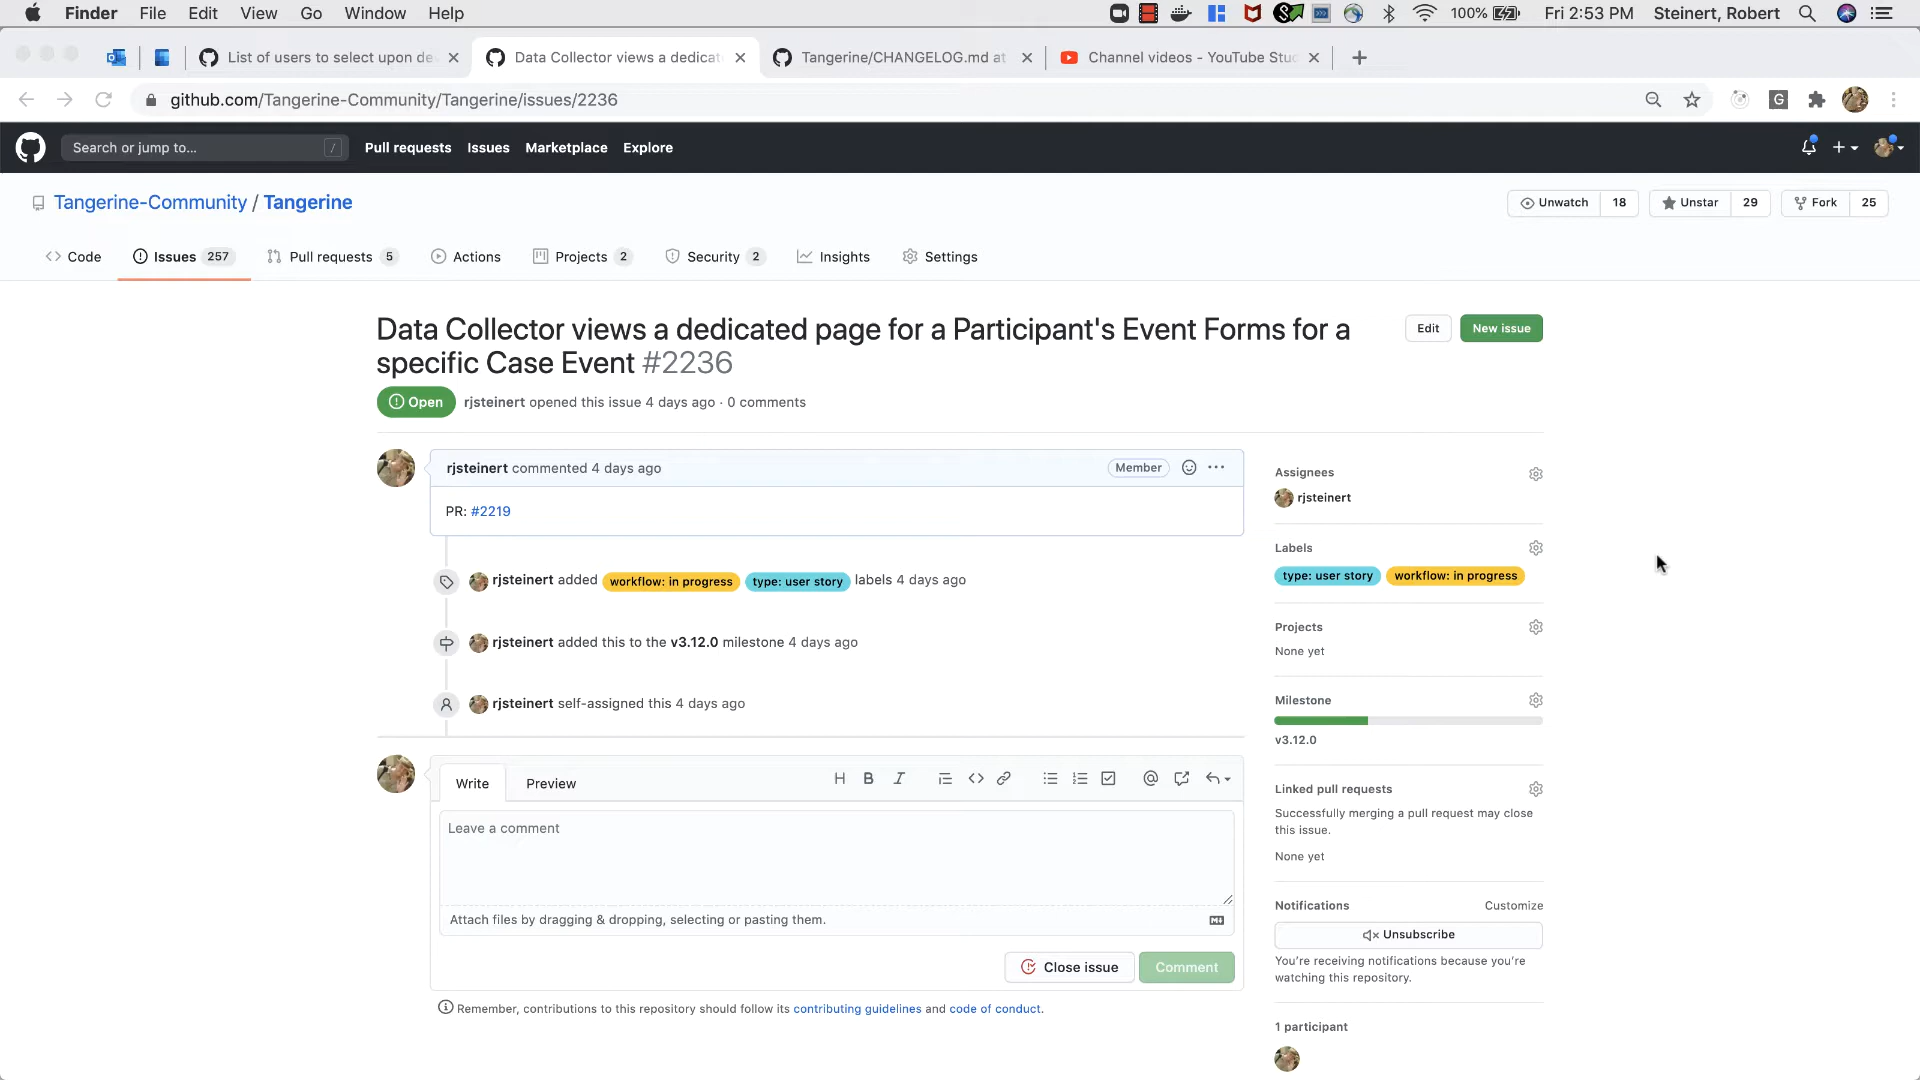 Finder File Edit View Go Window Help
100% Fri 2:53 PM Steinert, Robert
List of users to select upon de
Data Collector views a dedicat
Tangerine/CHANGELOG.md at
Channel videos - YouTube Stu
github.com/Tangerine-Community/Tangerine/issues/2236
Search or jump to... /
Pull requests Issues Marketplace Explore
Tangerine-Community / Tangerine
Unwatch 18 Unstar 29 Fork 25
Code Issues 257 Pull requests 5 Actions Projects 2 Security 2 Insights Settings
Data Collector views a dedicated page for a Participant's Event Forms for a
specific Case Event #2236
Edit New issue
Open rjsteinert opened this issue 4 days ago · 0 comments
rjsteinert commented 4 days ago
Member
PR: #2219
rjsteinert added workflow: in progress type: user story labels 4 days ago
rjsteinert added this to the v3.12.0 milestone 4 days ago
rjsteinert self-assigned this 4 days ago
Write Preview
H B I
Leave a comment
Attach files by dragging & dropping, selecting or pasting them.
Close issue Comment
Remember, contributions to this repository should follow its contributing guidelines and code of conduct.
Assignees
rjsteinert
Labels
type: user story workflow: in progress
Projects
None yet
Milestone
v3.12.0
Linked pull requests
Successfully merging a pull request may close
this issue.
None yet
Notifications Customize
Unsubscribe
You're receiving notifications because you're
watching this repository.
1 participant